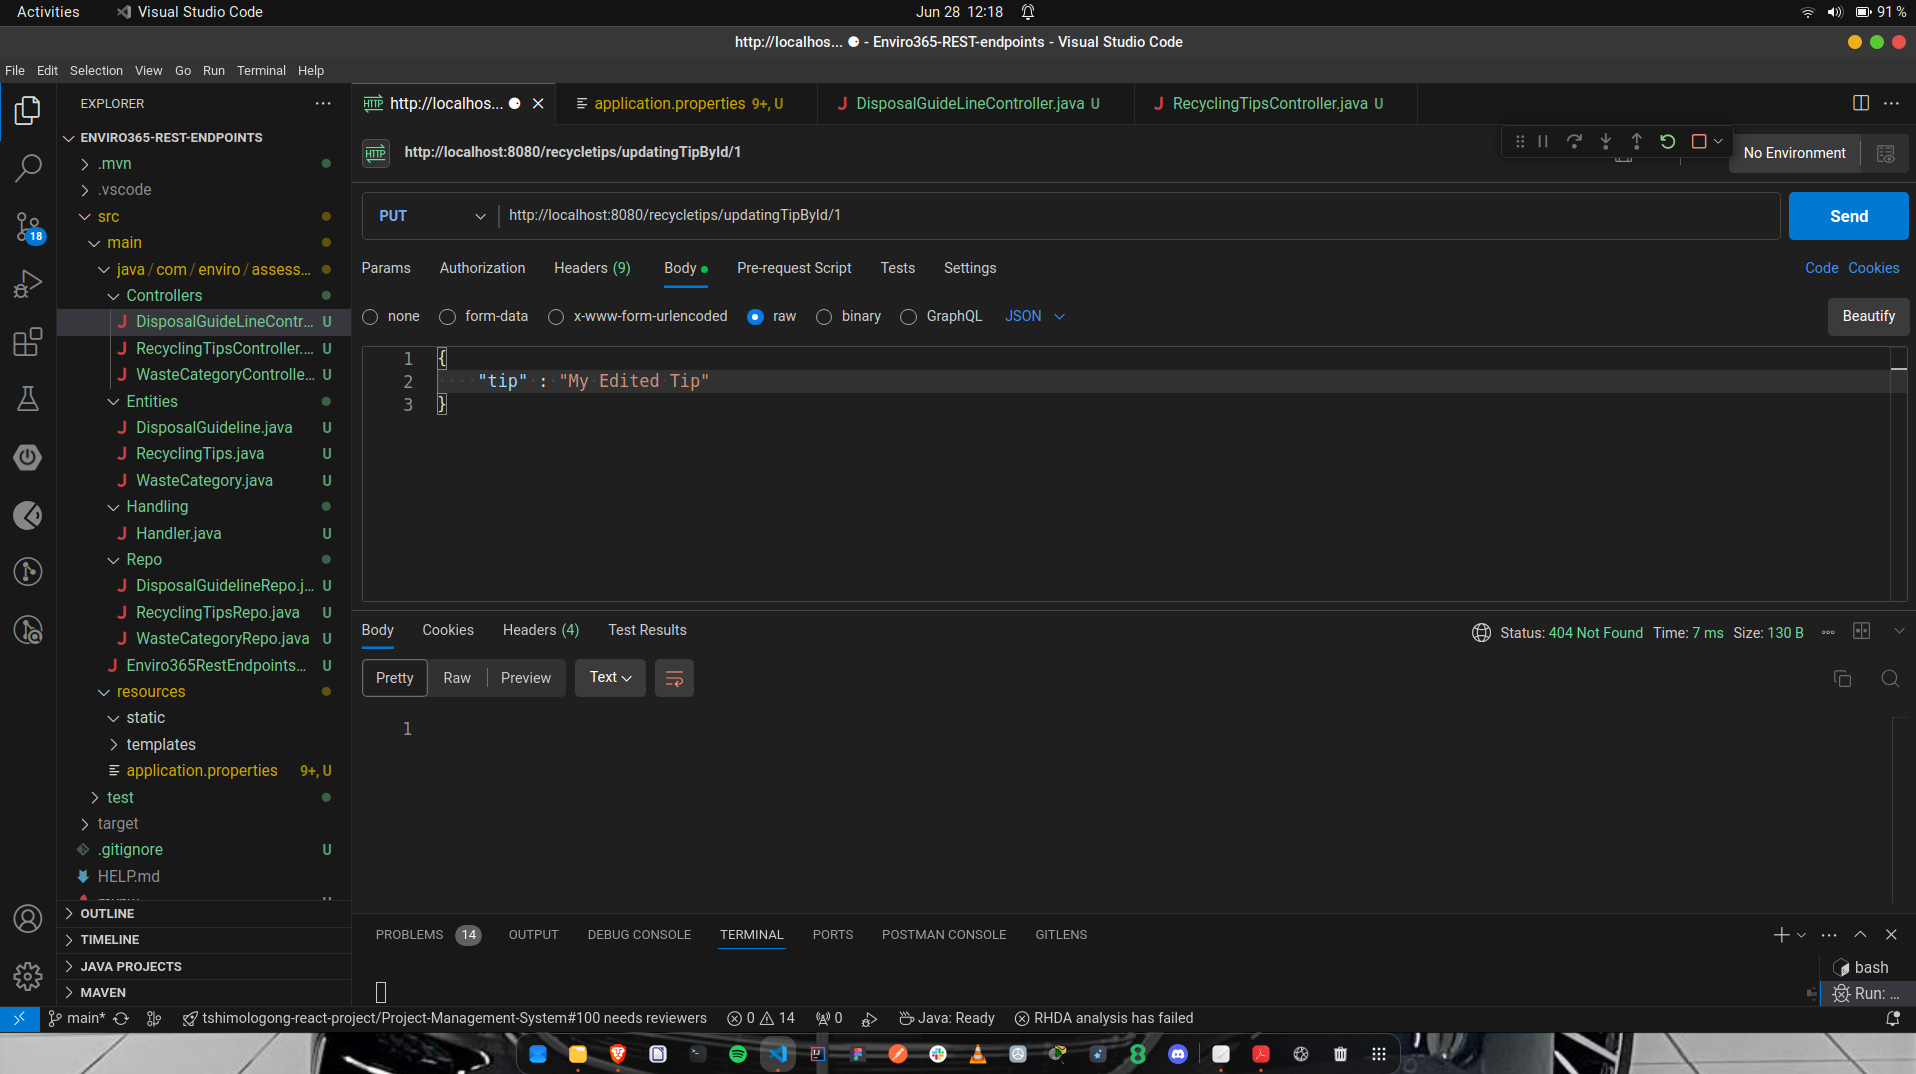 Activities
Visual Studio Code
Jun 28 12:18
91 %
http://localhos... ● - Enviro365-REST-endpoints - Visual Studio Code
File Edit Selection View Go Run Terminal Help
EXPLORER
ENVIRO365-REST-ENDPOINTS
.mvn
.vscode
src
main
java / com / enviro / assess...
Controllers
DisposalGuideLineContr... U
RecyclingTipsController.... U
WasteCategoryControlle... U
Entities
DisposalGuideline.java U
RecyclingTips.java U
WasteCategory.java U
Handling
Handler.java U
Repo
DisposalGuidelineRepo.j... U
RecyclingTipsRepo.java U
WasteCategoryRepo.java U
Enviro365RestEndpoints... U
resources
static
templates
application.properties 9+, U
test
target
.gitignore U
HELP.md
OUTLINE
TIMELINE
JAVA PROJECTS
MAVEN
18
HTTP http://localhos... ●
application.properties 9+, U
DisposalGuideLineController.java U
RecyclingTipsController.java U
HTTP http://localhost:8080/recycletips/updatingTipById/1
No Environment
PUT http://localhost:8080/recycletips/updatingTipById/1
Send
Params Authorization Headers (9) Body Pre-request Script Tests Settings
Code Cookies
none form-data x-www-form-urlencoded raw binary GraphQL JSON
Beautify
1 {
2 "tip" : "My Edited Tip"
3 }
Body Cookies Headers (4) Test Results
Status: 404 Not Found Time: 7 ms Size: 130 B
Pretty Raw Preview Text
1
PROBLEMS 14 OUTPUT DEBUG CONSOLE TERMINAL PORTS POSTMAN CONSOLE GITLENS
bash
Run: ...
main* tshimologong-react-project/Project-Management-System#100 needs reviewers 0 14 0 Java: Ready RHDA analysis has failed